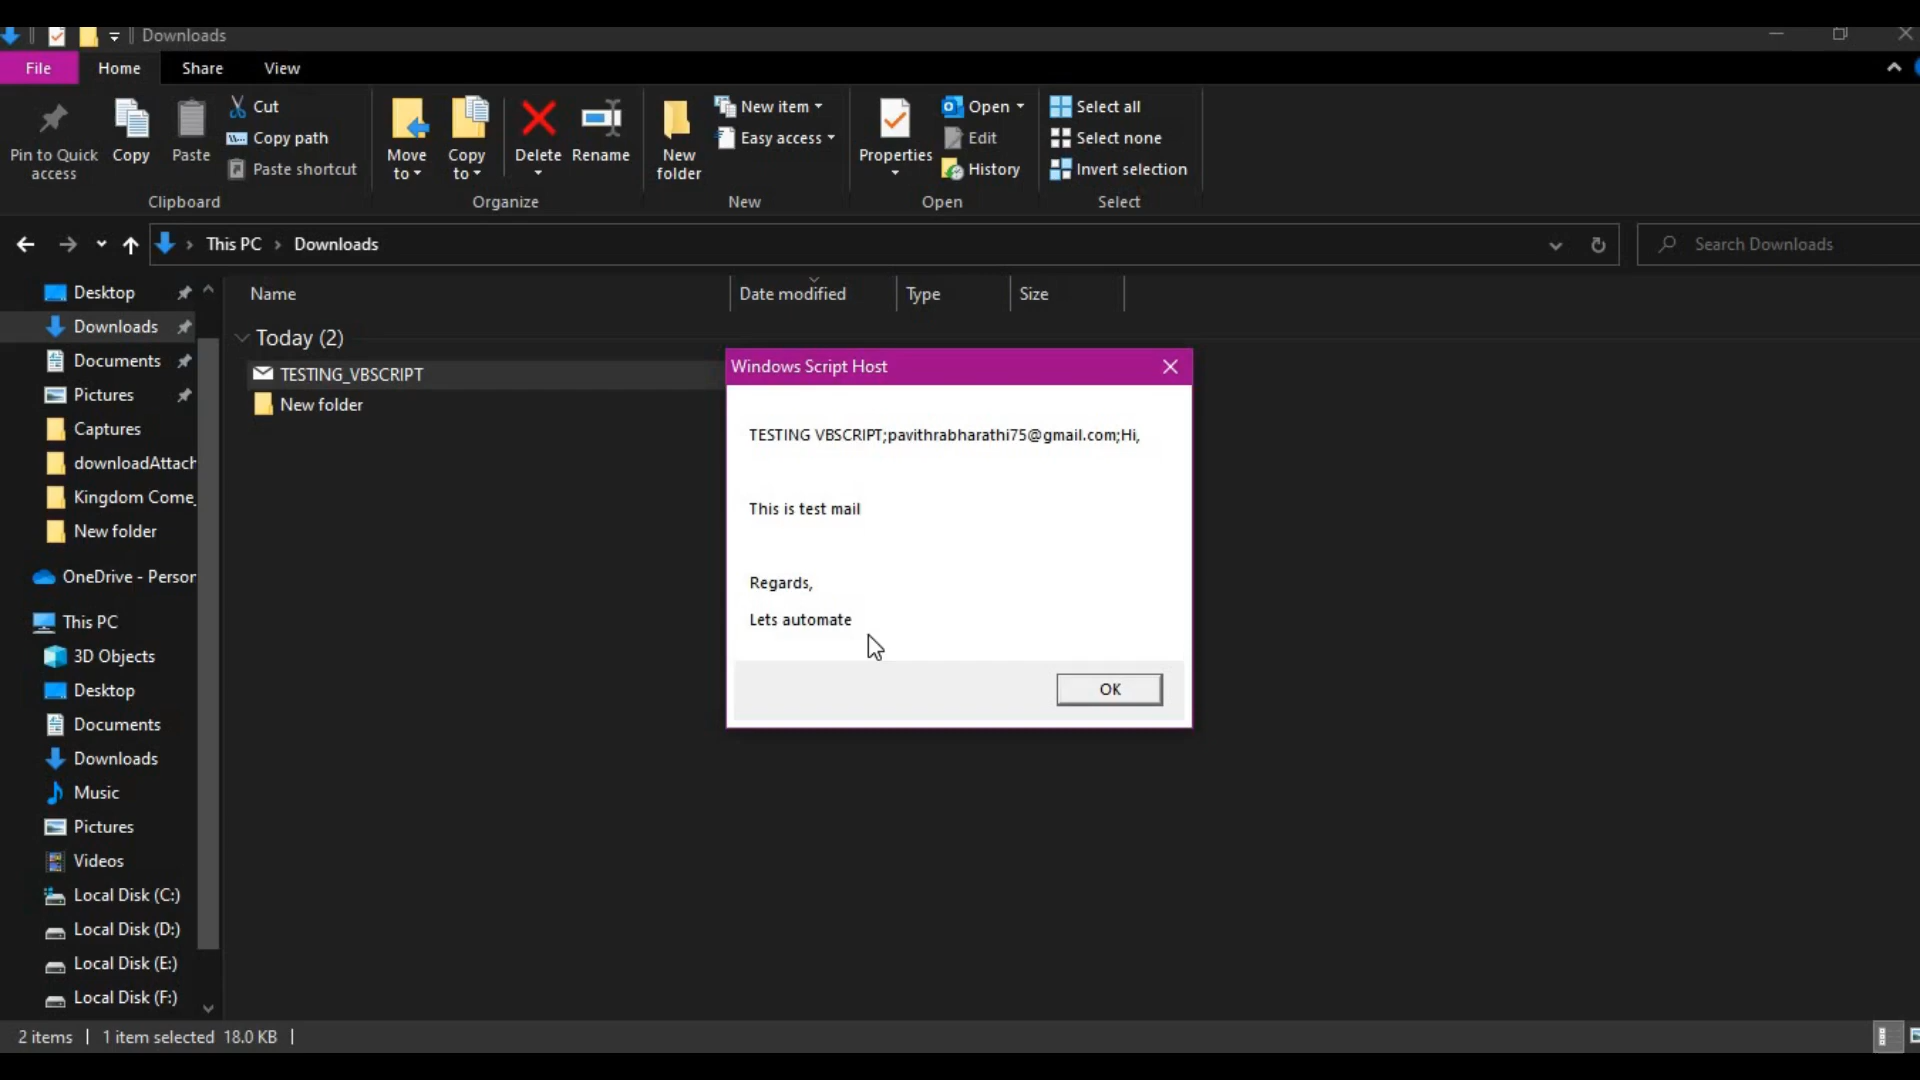 Downloads
File Home Share View
Pin to Quick access
Copy
Paste
Cut
Copy path
Paste shortcut
Clipboard
Move to
Copy to
Delete
Rename
Organize
New folder
New item
Easy access
New
Properties
Open
Edit
History
Open
Select all
Select none
Invert selection
Select
This PC > Downloads
Search Downloads
Name Date modified Type Size
Today (2)
TESTING_VBSCRIPT
New folder
Desktop
Downloads
Documents
Pictures
Captures
downloadAttach
Kingdom Come_
New folder
OneDrive - Person
This PC
3D Objects
Desktop
Documents
Downloads
Music
Pictures
Videos
Local Disk (C:)
Local Disk (D:)
Local Disk (E:)
Local Disk (F:)
Windows Script Host
TESTING VBSCRIPT;pavithrabharathi75@gmail.com;Hi,
This is test mail
Regards,
Lets automate
OK
2 items | 1 item selected 18.0 KB |